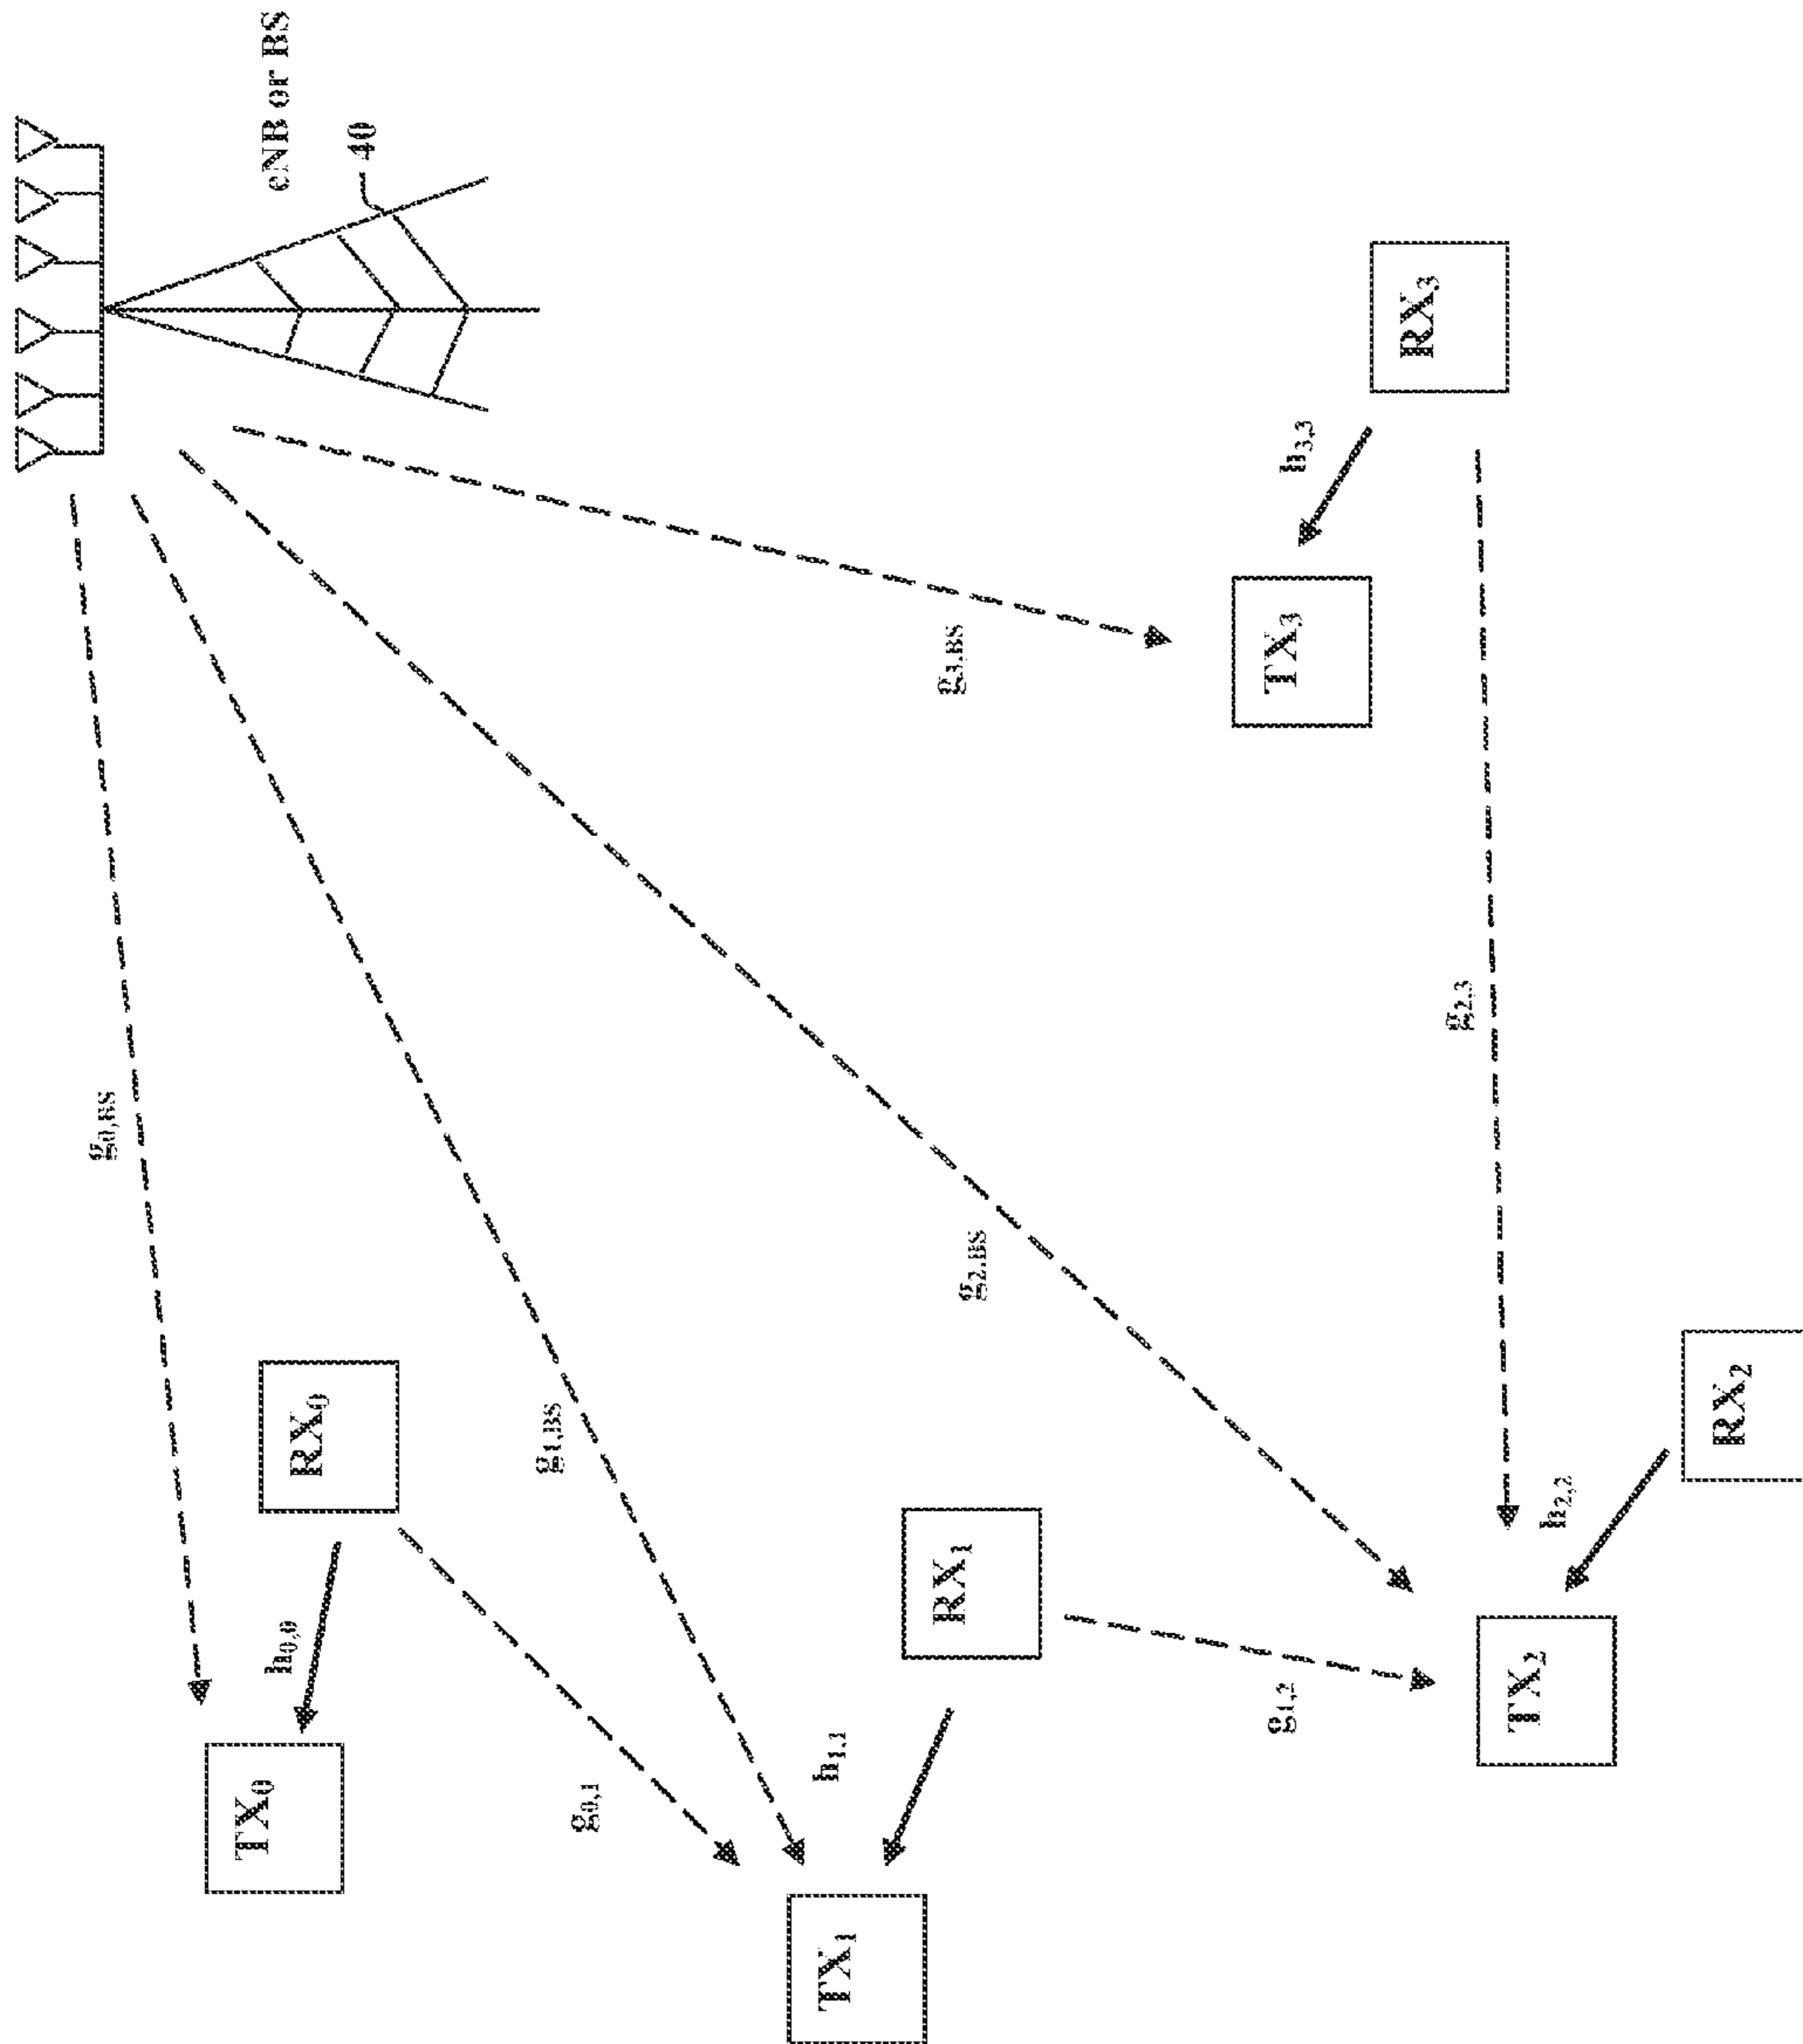 eNB or BS
40
g0,BS
TX0
h0,0
RX0
g0,1
g1,BS
TX1
h1,1
RX1
g1,2
g2,BS
TX2
h2,2
RX2
g2,3
g3,BS
TX3
h3,3
RX3